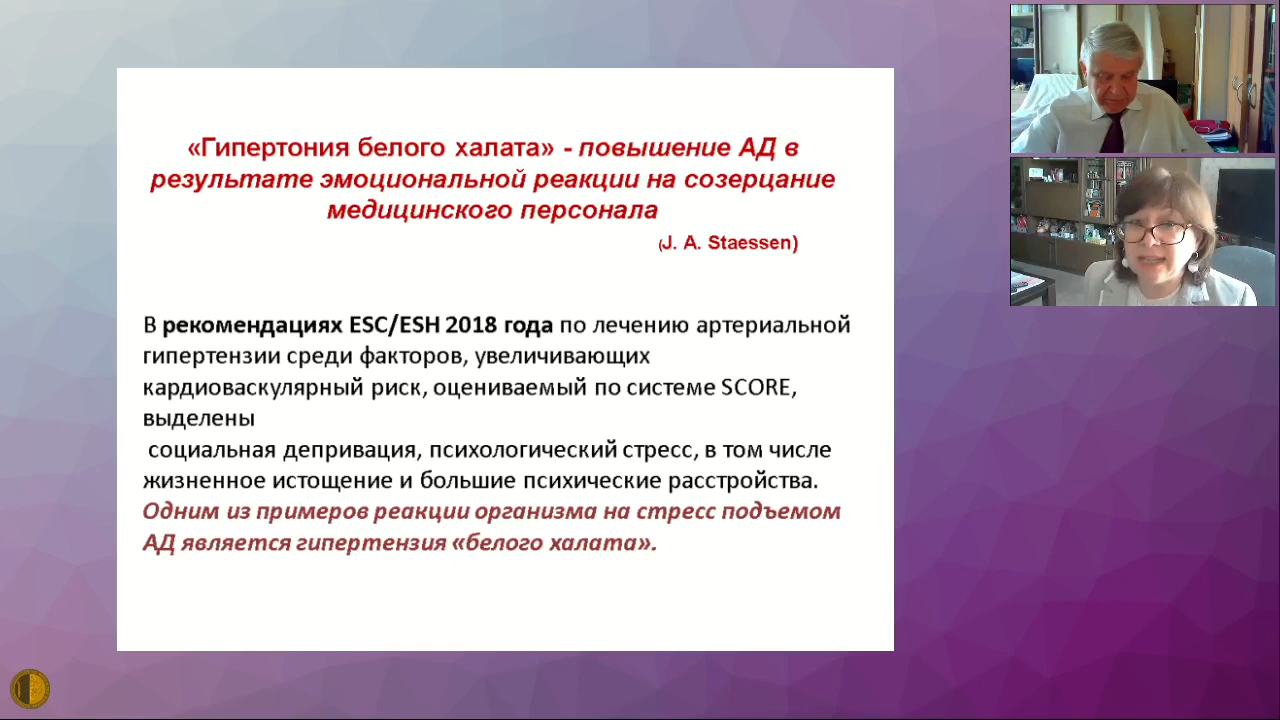 «Гипертония белого халата» - повышение АД в
результате эмоциональной реакции на созерцание
медицинского персонала
(J. A. Staessen)
В рекомендациях ESC/ESH 2018 года по лечению артериальной
гипертензии среди факторов, увеличивающих
кардиоваскулярный риск, оцениваемый по системе SCORE,
выделены
социальная депривация, психологический стресс, в том числе
жизненное истощение и большие психические расстройства.
Одним из примеров реакции организма на стресс подъемом
АД является гипертензия «белого халата».